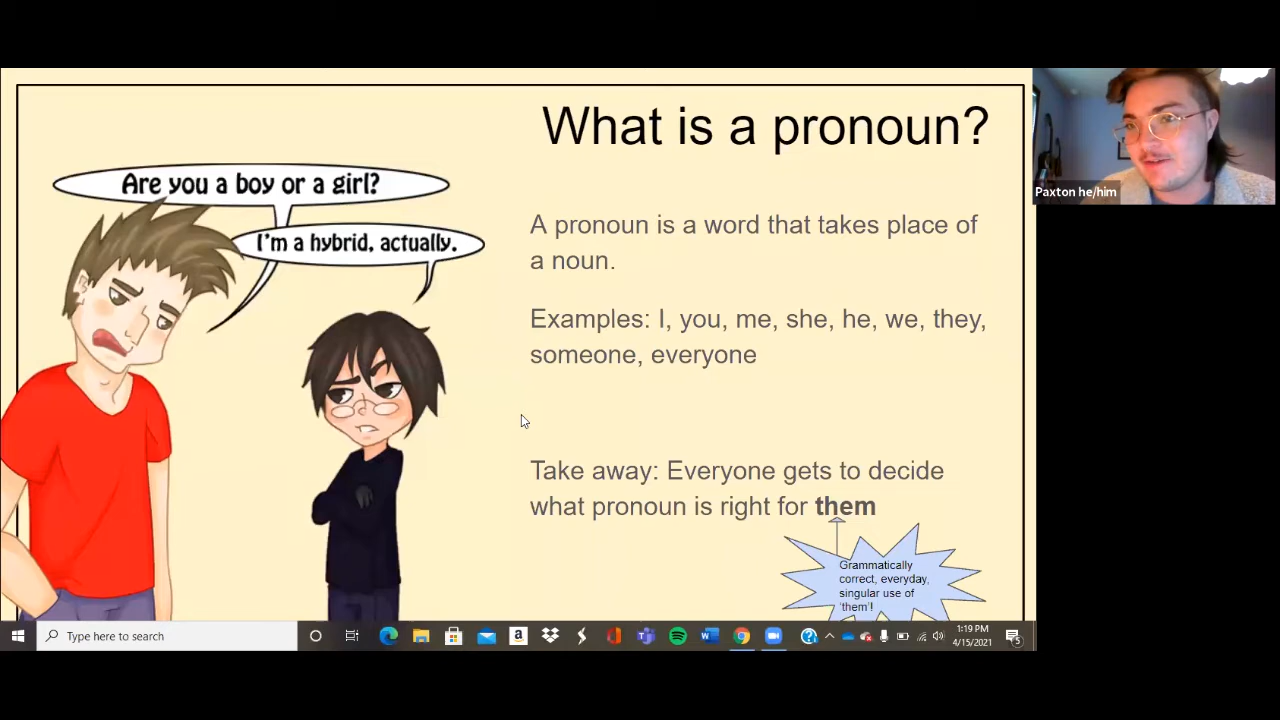 What is a pronoun?
Are you a boy or a girl?
I'm a hybrid, actually.
A pronoun is a word that takes place of
a noun.
Examples: I, you, me, she, he, we, they,
someone, everyone
Take away: Everyone gets to decide
what pronoun is right for them
Grammatically
correct, everyday,
singular use of
'them'!
Paxton he/him
Type here to search
1:19 PM
4/15/2021
5